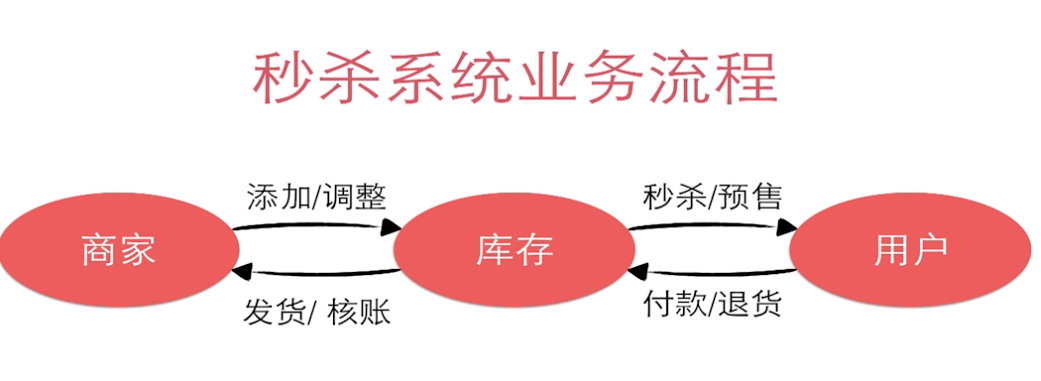 秒杀系统业务流程
添加/调整
秒杀/预售
商家
库存
用户
发货/ 核账
付款/退货